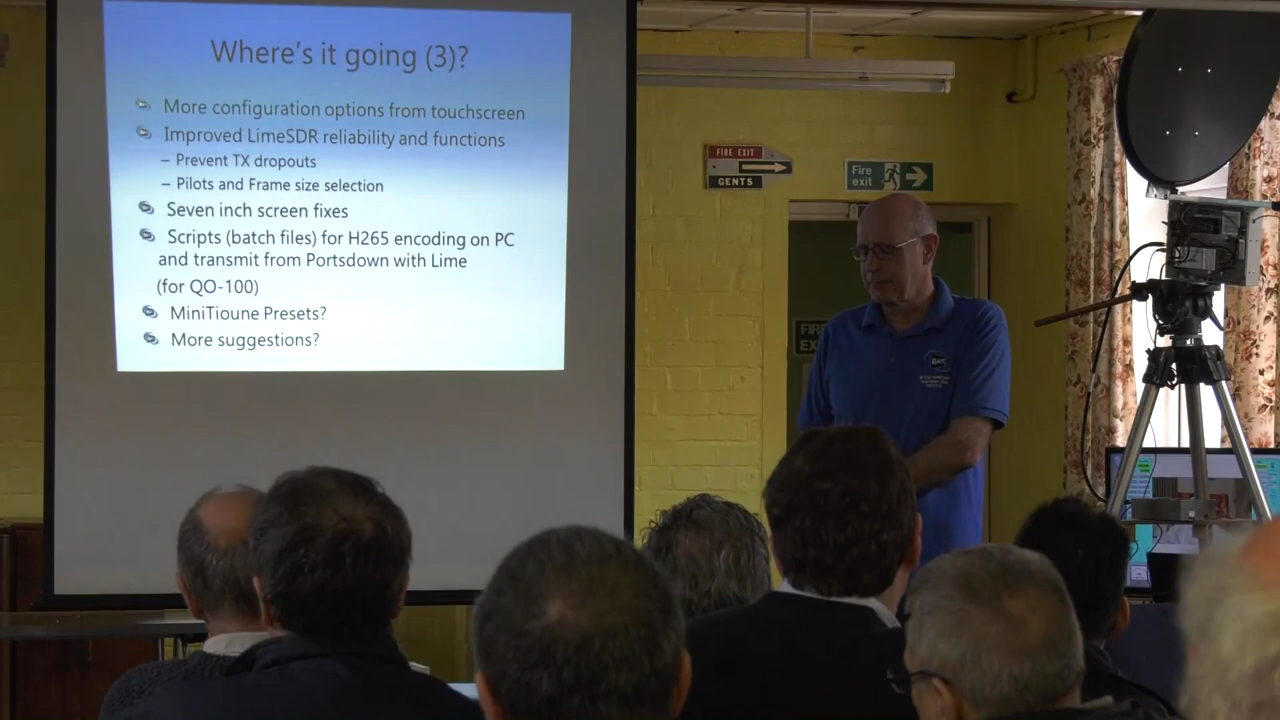 Where's it going (3)?
More configuration options from touchscreen
Improved LimeSDR reliability and functions
– Prevent TX dropouts
– Pilots and Frame size selection
Seven inch screen fixes
Scripts (batch files) for H265 encoding on PC
and transmit from Portsdown with Lime
(for QO-100)
MiniTioune Presets?
More suggestions?
FIRE EXIT
GENTS
Fire
exit
FIRE